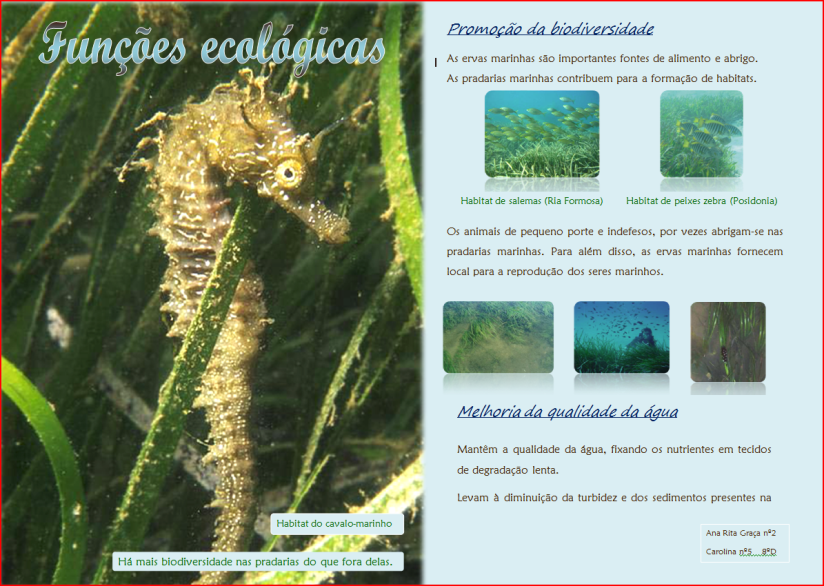 Funções ecológicas
Habitat do cavalo-marinho
Há mais biodiversidade nas pradarias do que fora delas.
Promoção da biodiversidade
As ervas marinhas são importantes fontes de alimento e abrigo.
As pradarias marinhas contribuem para a formação de habitats.
Habitat de salemas (Ria Formosa)
Habitat de peixes zebra (Posidonia)
Os animais de pequeno porte e indefesos, por vezes abrigam-se nas
pradarias marinhas. Para além disso, as ervas marinhas fornecem
local para a reprodução dos seres marinhos.
Melhoria da qualidade da água
Mantêm a qualidade da água, fixando os nutrientes em tecidos
de degradação lenta.
Levam à diminuição da turbidez e dos sedimentos presentes na
Ana Rita Graça nº2
Carolina nº5 8ºD